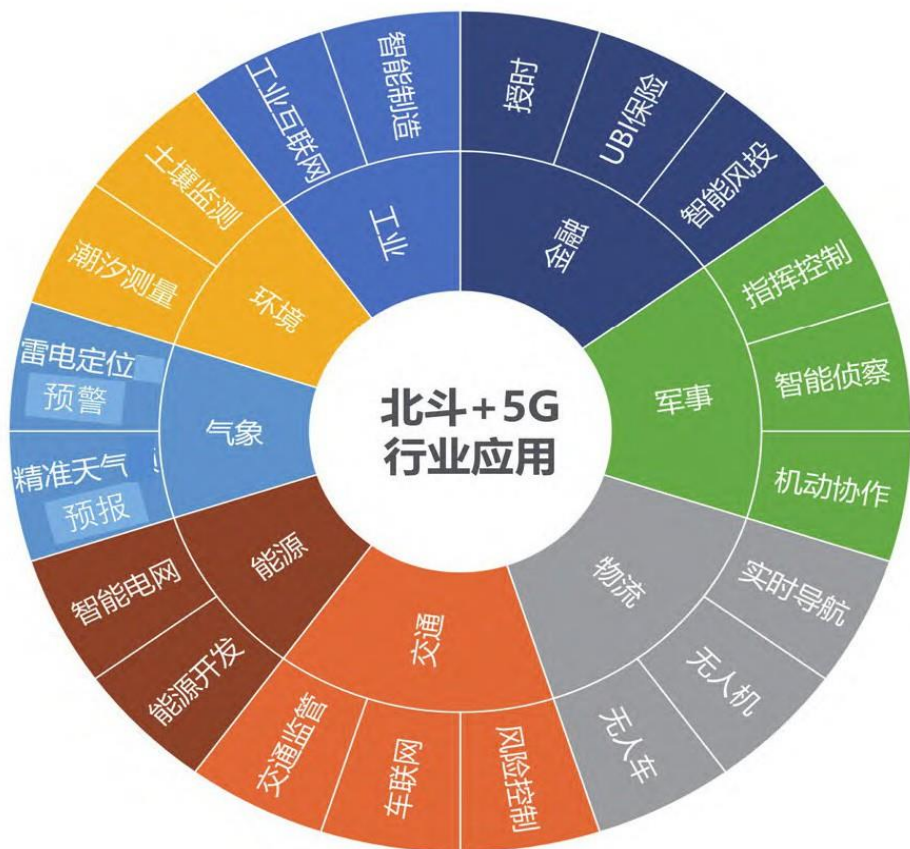 北斗+5G
行业应用
金融
授时
UBI保险
智能风投
军事
指挥控制
智能侦察
机动协作
物流
实时导航
无人机
无人车
交通
风险控制
车联网
交通监管
能源
能源开发
智能电网
气象
精准天气
预报
雷电定位
预警
环境
潮汐测量
土壤监测
工业
工业互联网
智能制造